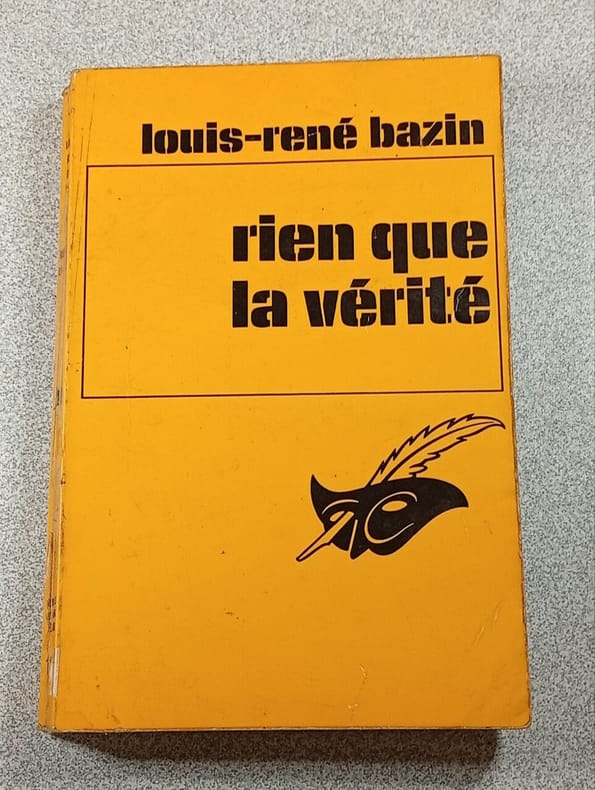 louis-rené bazin
rien que
la vérité